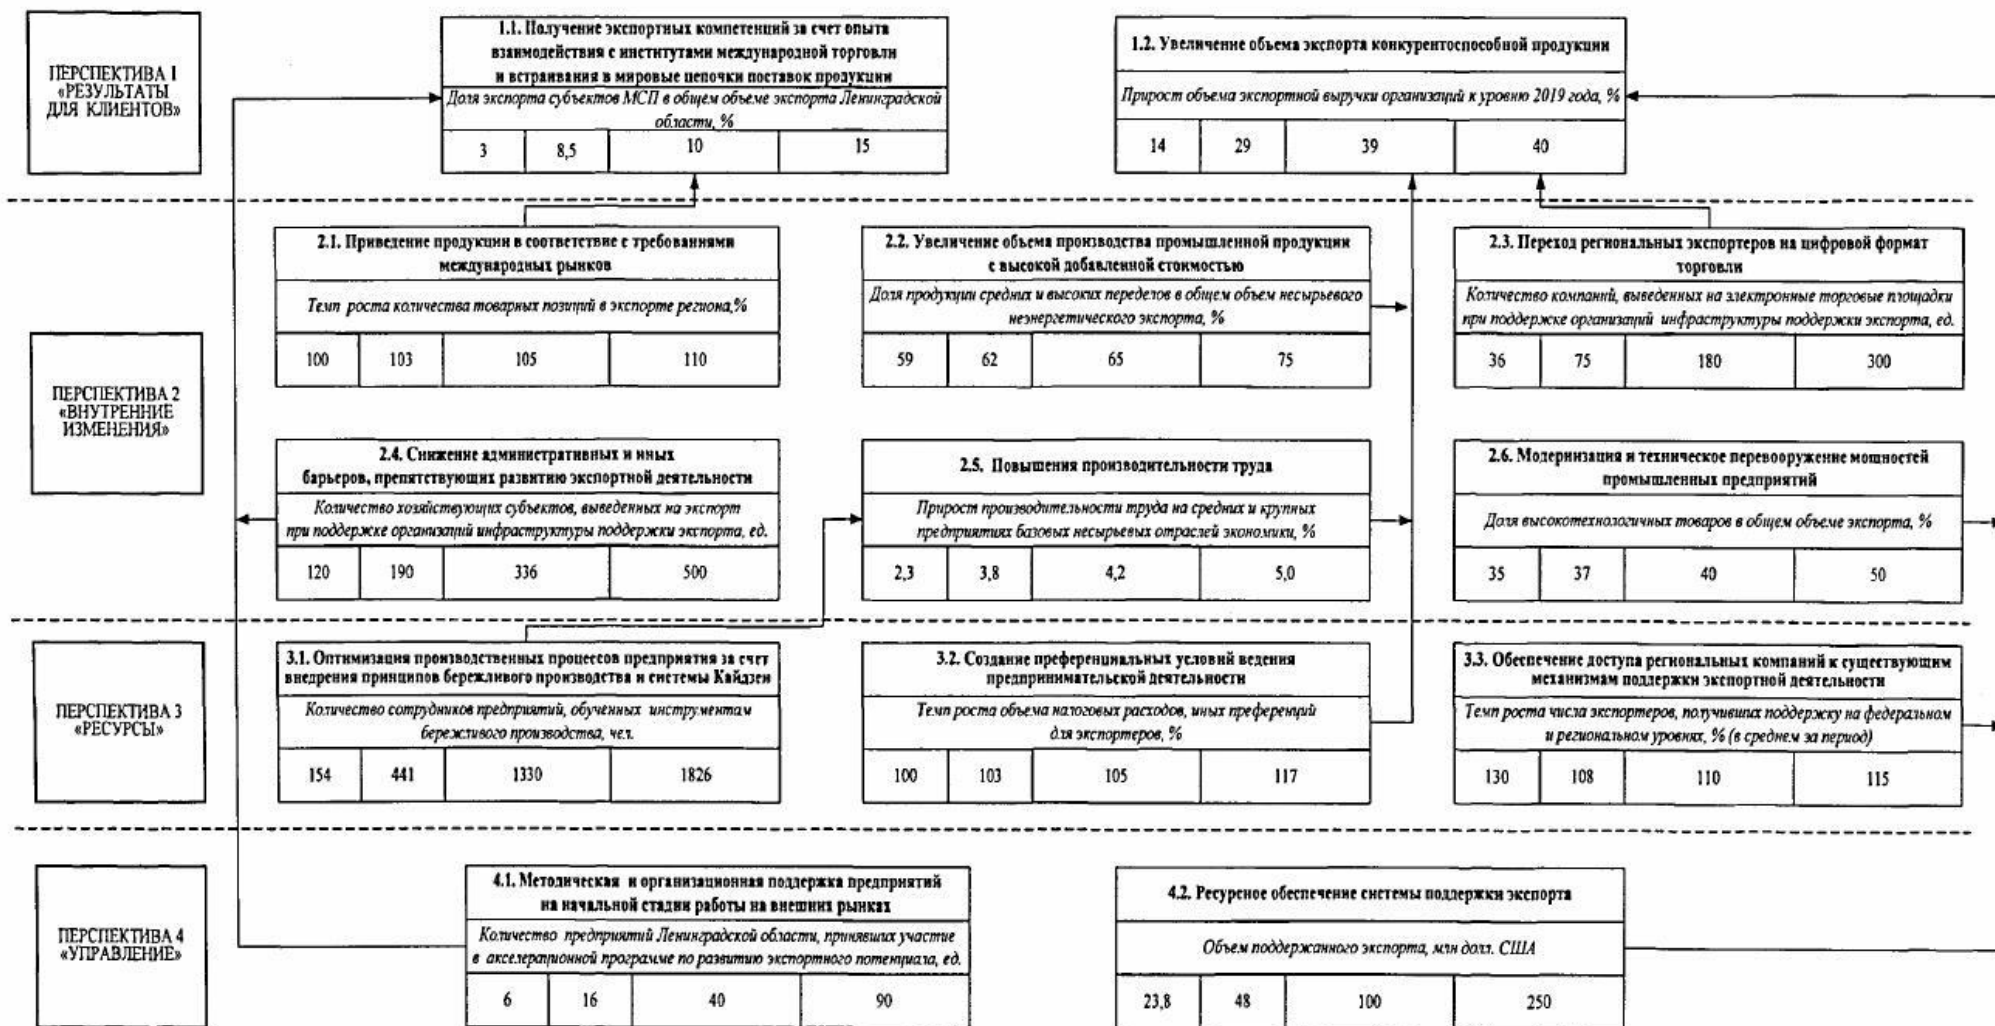 ПЕРСПЕКТИВА 1
«РЕЗУЛЬТАТЫ
ДЛЯ КЛИЕНТОВ»
1.1. Получение экспортных компетенций за счет опыта
взаимодействия с институтами международной торговли
и встраивания в мировые цепочки поставок продукции
Доля экспорта субъектов МСП в общем объеме экспорта Ленинградской
области, %
3 8,5 10 15
1.2. Увеличение объема экспорта конкурентоспособной продукции
Прирост объема экспортной выручки организаций к уровню 2019 года, %
14 29 39 40
ПЕРСПЕКТИВА 2
«ВНУТРЕННИЕ
ИЗМЕНЕНИЯ»
2.1. Приведение продукции в соответствие с требованиями
международных рынков
Темп роста количества товарных позиций в экспорте региона,%
100 103 105 110
2.2. Увеличение объема производства промышленной продукции
с высокой добавленной стоимостью
Доля продукции средних и высоких переделов в общем объем несырьевого
неэнергетического экспорта, %
59 62 65 75
2.3. Переход региональных экспортеров на цифровой формат
торговли
Количество компаний, выведенных на электронные торговые площадки
при поддержке организаций инфраструктуры поддержки экспорта, ед.
36 75 180 300
2.4. Снижение административных и иных
барьеров, препятствующих развитию экспортной деятельности
Количество хозяйствующих субъектов, выведенных на экспорт
при поддержке организаций инфраструктуры поддержки экспорта, ед.
120 190 336 500
2.5. Повышения производительности труда
Прирост производительности труда на средних и крупных
предприятиях базовых несырьевых отраслей экономики, %
2,3 3,8 4,2 5,0
2.6. Модернизация и техническое перевооружение мощностей
промышленных предприятий
Доля высокотехнологичных товаров в общем объеме экспорта, %
35 37 40 50
ПЕРСПЕКТИВА 3
«РЕСУРСЫ»
3.1. Оптимизация производственных процессов предприятия за счет
внедрения принципов бережливого производства и системы Кайдзен
Количество сотрудников предприятий, обученных инструментам
бережливого производства, чел.
154 441 1330 1826
3.2. Создание преференциальных условий ведения
предпринимательской деятельности
Темп роста объема налоговых расходов, иных преференций
для экспортеров, %
100 103 105 117
3.3. Обеспечение доступа региональных компаний к существующим
механизмам поддержки экспортной деятельности
Темп роста числа экспортеров, получивших поддержку на федеральном
и региональном уровнях, % (в среднем за период)
130 108 110 115
ПЕРСПЕКТИВА 4
«УПРАВЛЕНИЕ»
4.1. Методическая и организационная поддержка предприятий
на начальной стадии работы на внешних рынках
Количество предприятий Ленинградской области, принявших участие
в акселерационной программе по развитию экспортного потенциала, ед.
6 16 40 90
4.2. Ресурсное обеспечение системы поддержки экспорта
Объем поддержанного экспорта, млн долл. США
23,8 48 100 250